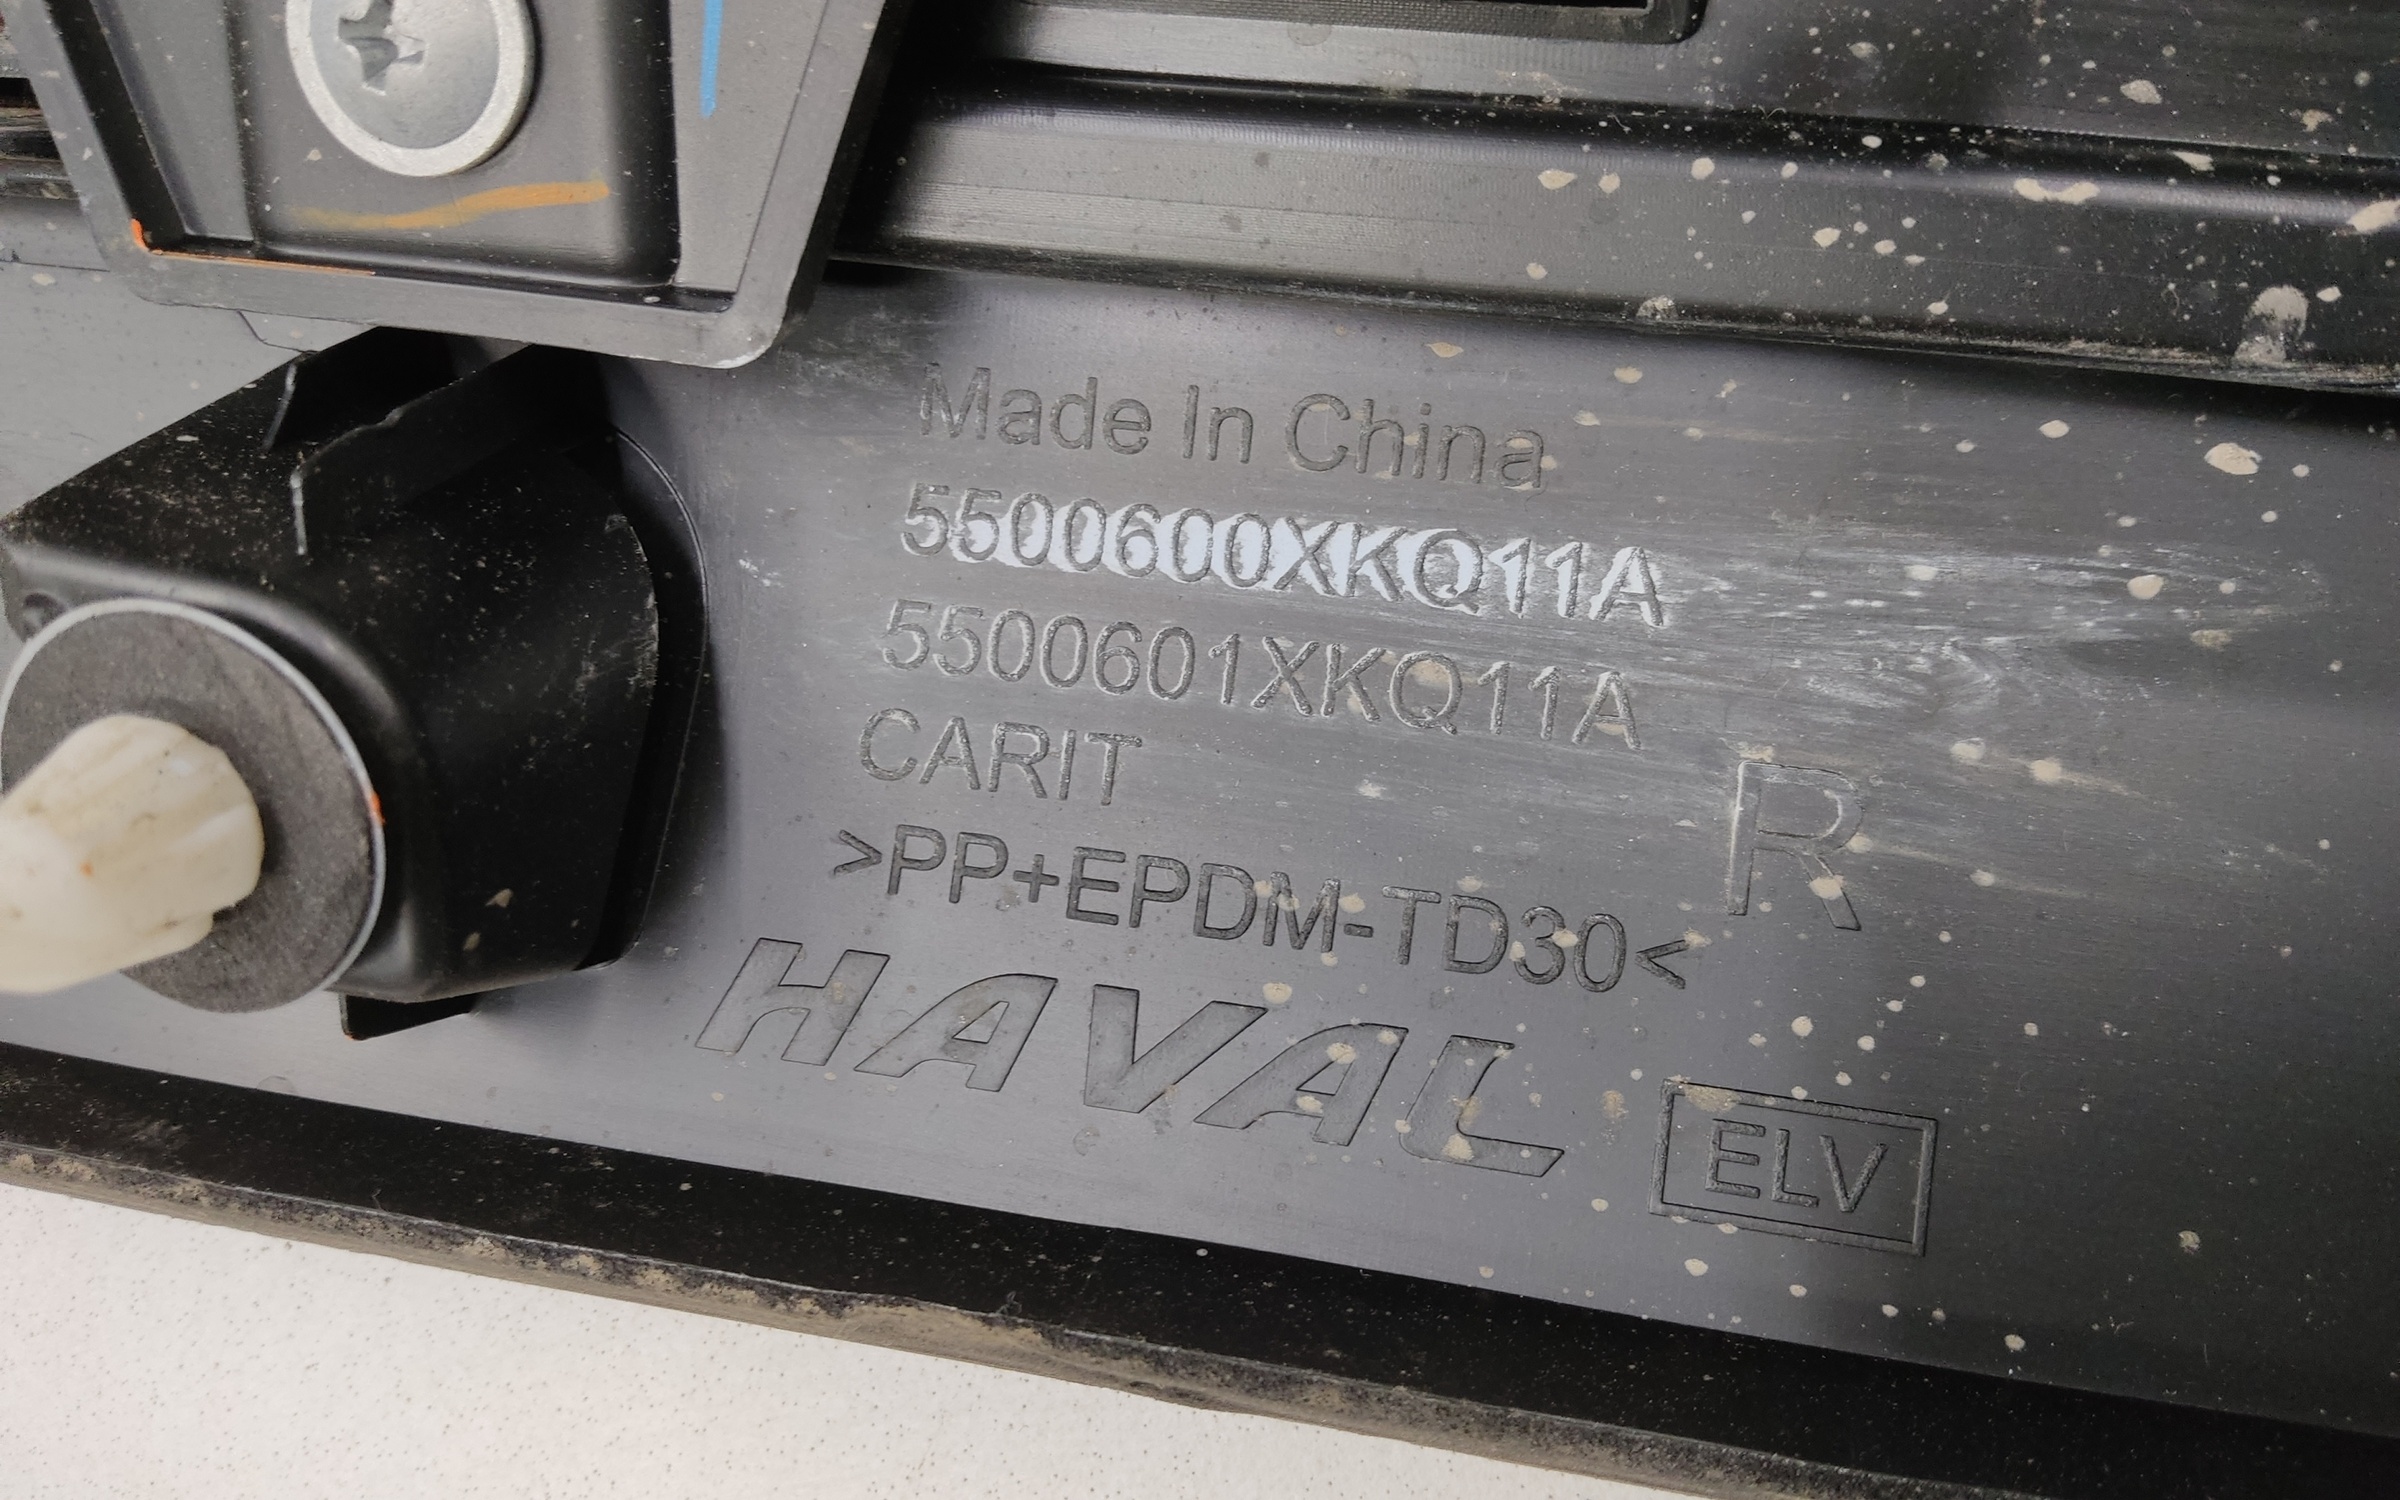 Made In China
5500600XKQ11A
5500601XKQ11A
CARIT
R
>PP+EPDM-TD30<
HAVAL
ELV